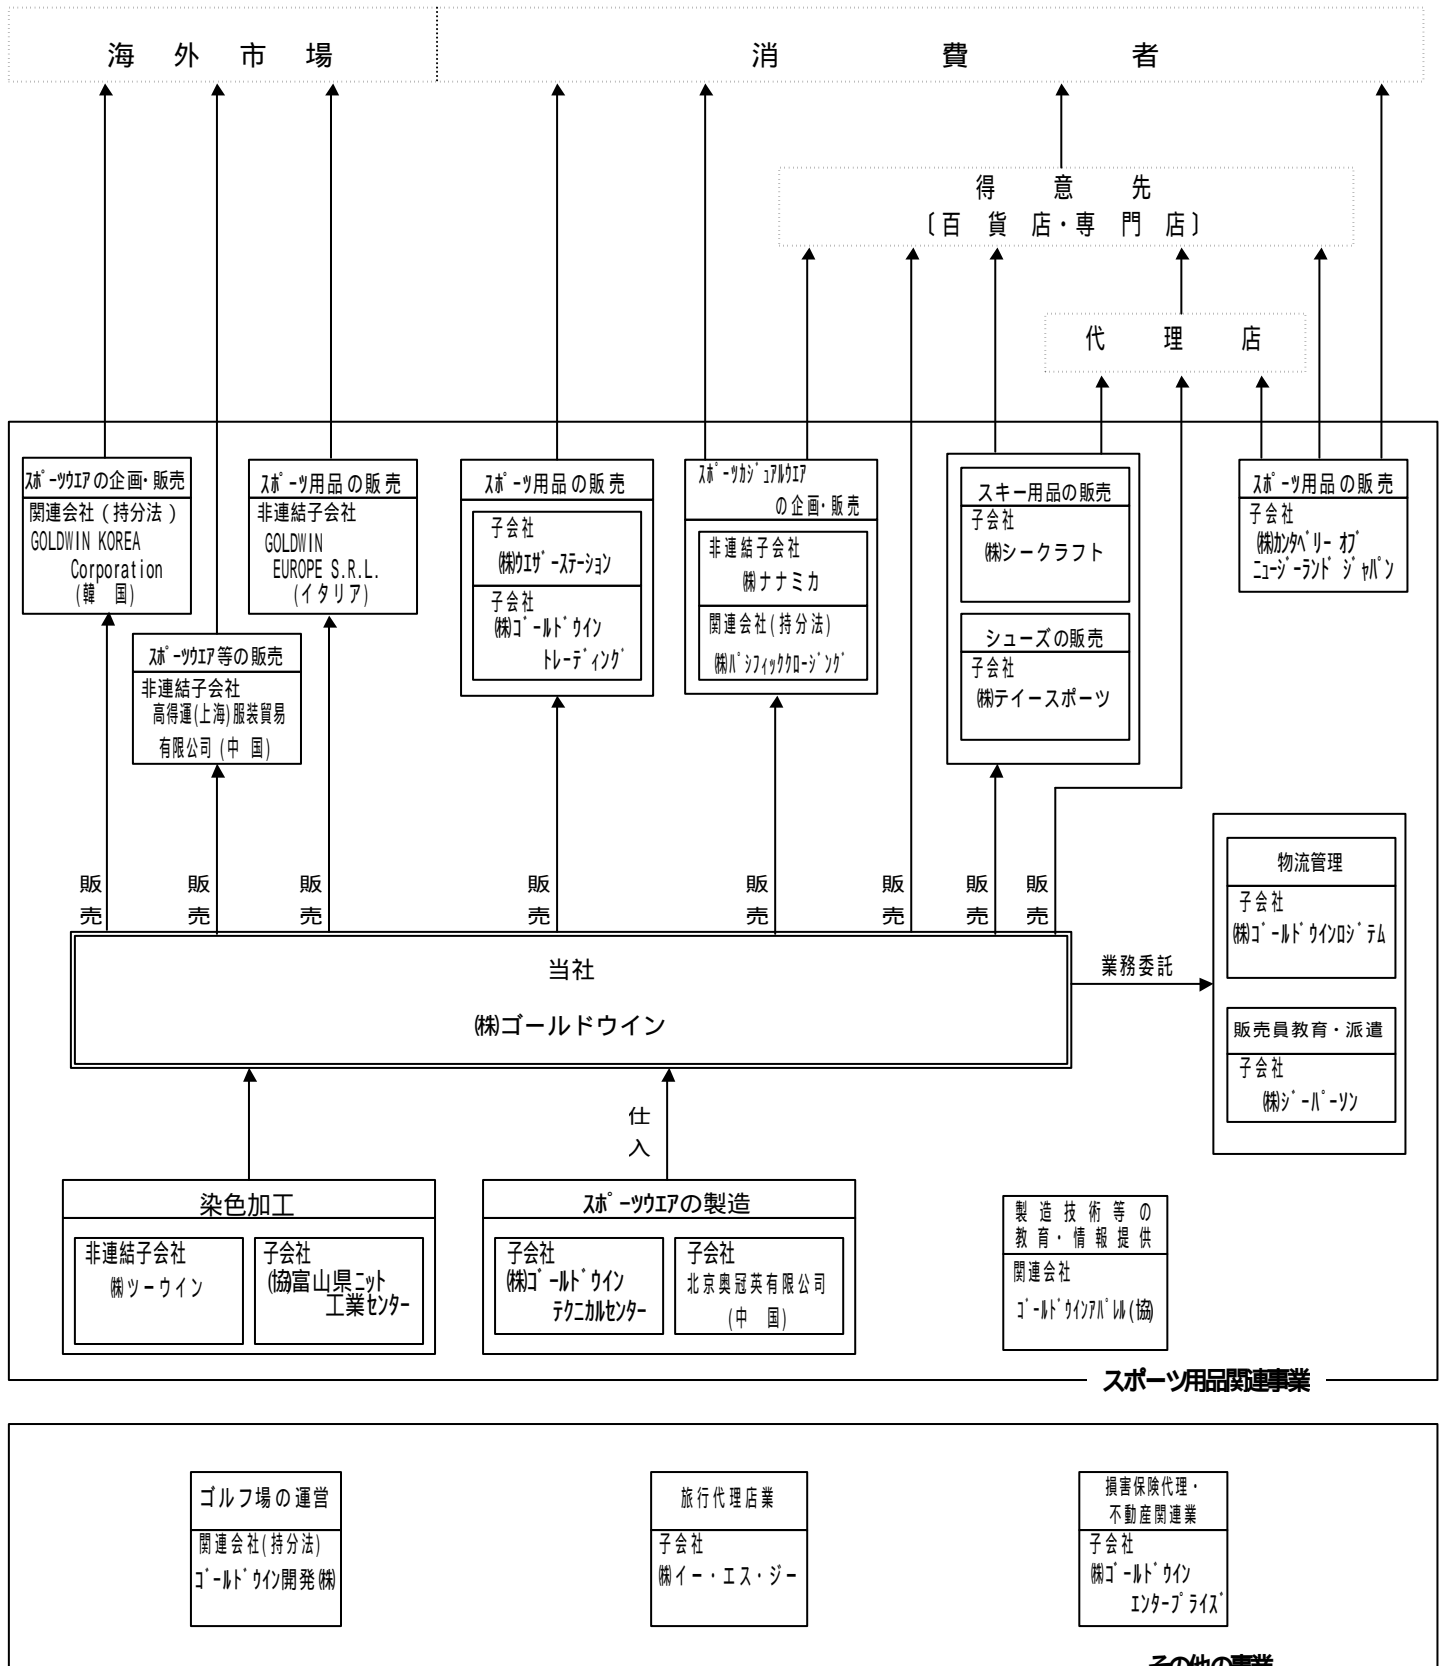 海外市場
消費者
得意先
〔百貨店・専門店〕
代理店
スポーツウエアの企画・販売
関連会社(持分法)
GOLDWIN KOREA
Corporation
(韓国)
スポーツ用品の販売
非連結子会社
GOLDWIN
EUROPE S.R.L.
(イタリア)
スポーツウエア等の販売
非連結子会社
高得運(上海)服装貿易
有限公司(中国)
スポーツ用品の販売
子会社
(株)ウエザーステーション
子会社
(株)ゴールドウイン
トレーディング
スポーツカジュアルウエア
の企画・販売
非連結子会社
(株)ナナミカ
関連会社(持分法)
(株)パシフィッククロージング
スキー用品の販売
子会社
(株)シークラフト
シューズの販売
子会社
(株)テイースポーツ
スポーツ用品の販売
子会社
(株)カンタベリー オブ
ニュージーランド ジャパン
販売
販売
販売
販売
販売
販売
販売
販売
当社
(株)ゴールドウイン
業務委託
物流管理
子会社
(株)ゴールドウインロジテム
販売員教育・派遣
子会社
(株)ジーパーソン
仕入
染色加工
非連結子会社
(株)ツーウイン
子会社
(協)富山県ニット
工業センター
スポーツウエアの製造
子会社
(株)ゴールドウイン
テクニカルセンター
子会社
北京奥冠英有限公司
(中国)
製造技術等の
教育・情報提供
関連会社
ゴールドウインアパレル(協)
スポーツ用品関連事業
ゴルフ場の運営
関連会社(持分法)
ゴールドウイン開発(株)
旅行代理店業
子会社
(株)イー・エス・ジー
損害保険代理・
不動産関連業
子会社
(株)ゴールドウイン
エンタープライズ
その他の事業